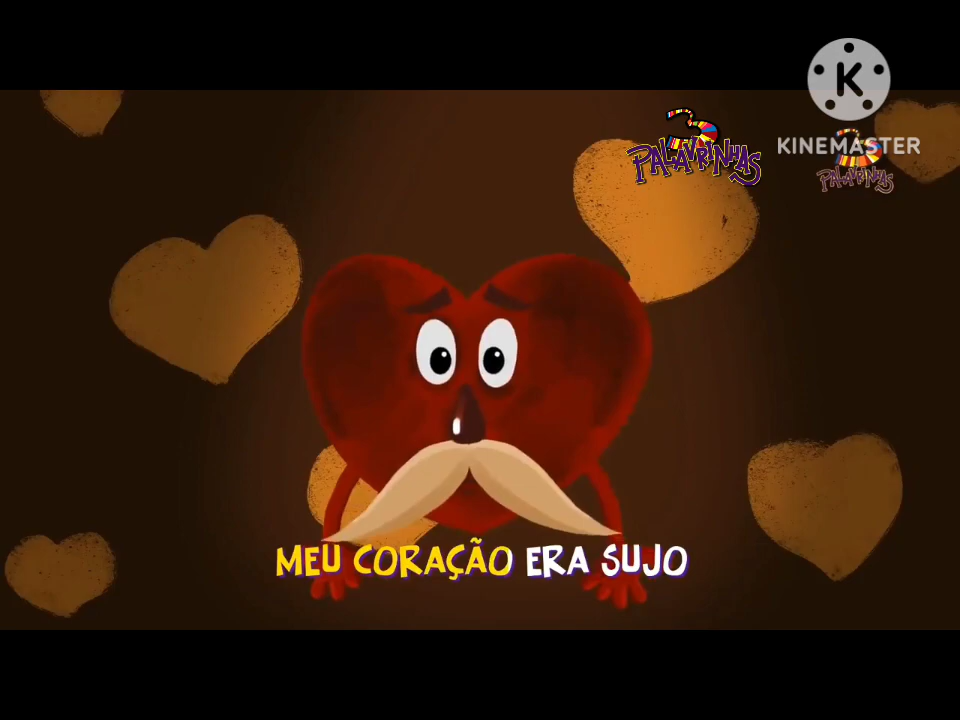 K
KINEMASTER
3
PALAVRINHAS
3
PALAVRINHAS
MEU CORAÇÃO ERA SUJO